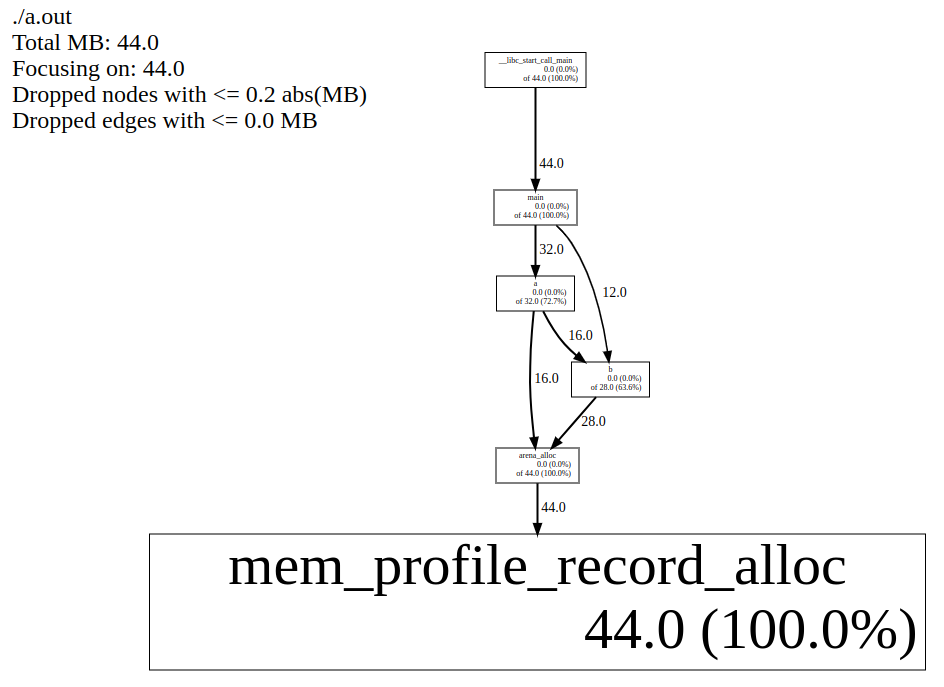 ./a.out
Total MB: 44.0
Focusing on: 44.0
Dropped nodes with <= 0.2 abs(MB)
Dropped edges with <= 0.0 MB
__libc_start_call_main
0.0 (0.0%)
of 44.0 (100.0%)
44.0
main
0.0 (0.0%)
of 44.0 (100.0%)
32.0
12.0
a
0.0 (0.0%)
of 32.0 (72.7%)
16.0
16.0
b
0.0 (0.0%)
of 28.0 (63.6%)
28.0
arena_alloc
0.0 (0.0%)
of 44.0 (100.0%)
44.0
mem_profile_record_alloc
44.0 (100.0%)